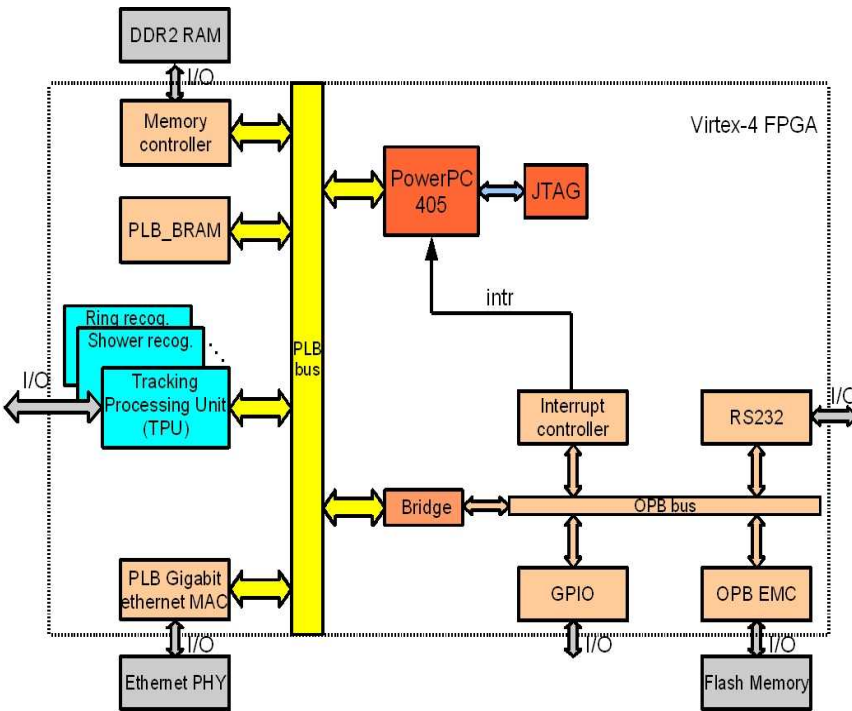 DDR2 RAM
I/O
Memory
controller
Virtex-4 FPGA
PowerPC
405
JTAG
PLB_BRAM
intr
Ring recog.
Shower recog.
PLB
bus
I/O
Tracking
Processing Unit
(TPU)
Interrupt
controller
RS232
I/O
Bridge
OPB bus
PLB Gigabit
ethernet MAC
GPIO
OPB EMC
I/O
I/O
I/O
Ethernet PHY
Flash Memory